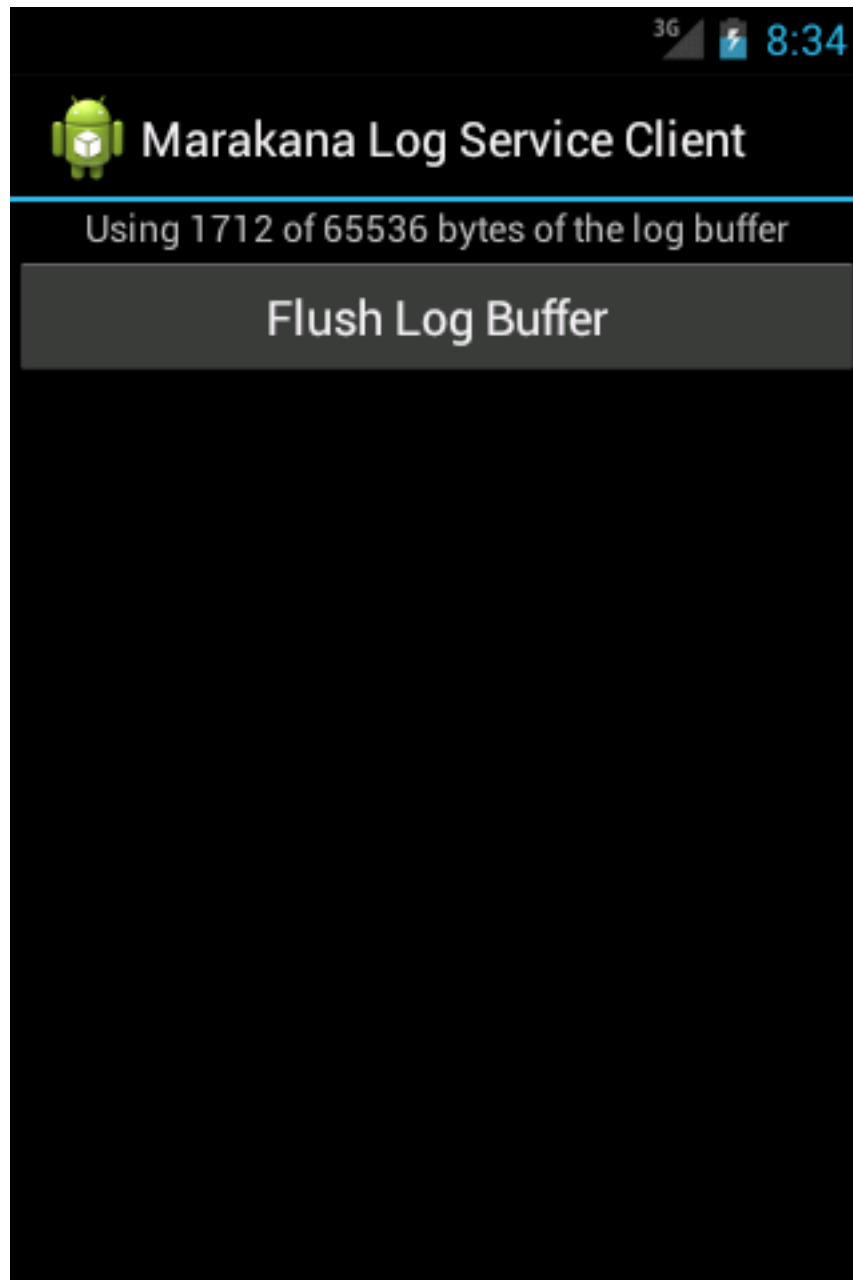 3G 8:34
Marakana Log Service Client
Using 1712 of 65536 bytes of the log buffer
Flush Log Buffer